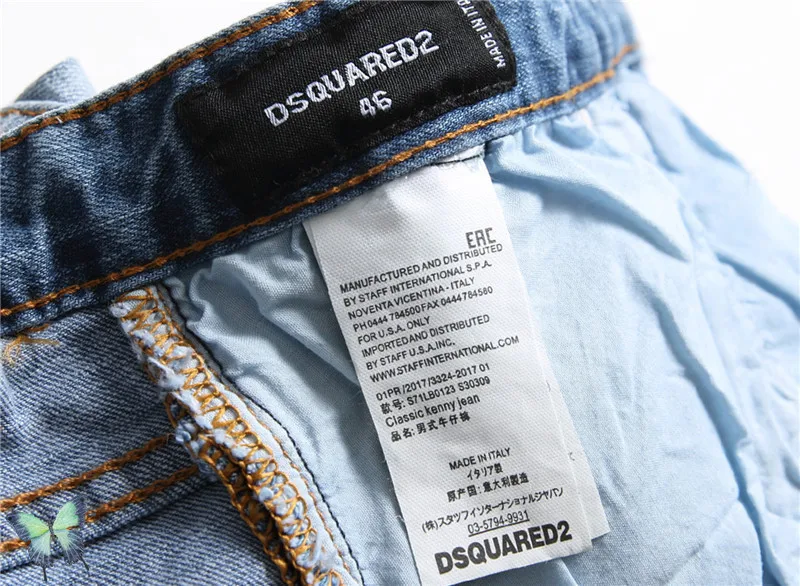 DSQUARED2
46
MADE IN ITA
EAC
MANUFACTURED AND DISTRIBUTED
BY STAFF INTERNATIONAL S.P.A.
NOVENTA VICENTINA - ITALY
PH 0444 784500 FAX 0444 784580
FOR U.S.A. ONLY
IMPORTED AND DISTRIBUTED
BY STAFF U.S.A.INC.
WWW.STAFFINTERNATIONAL.COM
01PR / 2017 / 3324-2017 01
款号: S71LB0123 S30309
Classic kenny jean
品名: 男式牛仔裤
MADE IN ITALY
イタリア製
原产国: 意大利制造
(株)スタッフインターナショナルジャパン
03-5794-9931
DSQUARED2